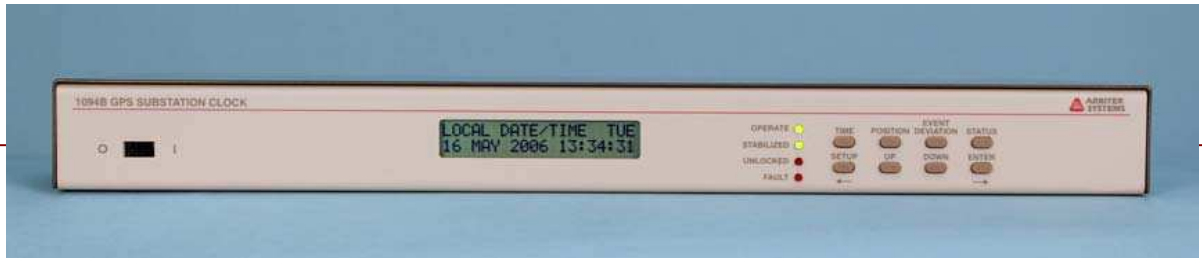 1094B GPS SUBSTATION CLOCK
ARBITER
SYSTEMS
O I
LOCAL DATE/TIME TUE
16 MAY 2006 13:34:31
OPERATE
STABILIZED
UNLOCKED
FAULT
TIME POSITION EVENT DEVIATION STATUS
SETUP UP DOWN ENTER
← →